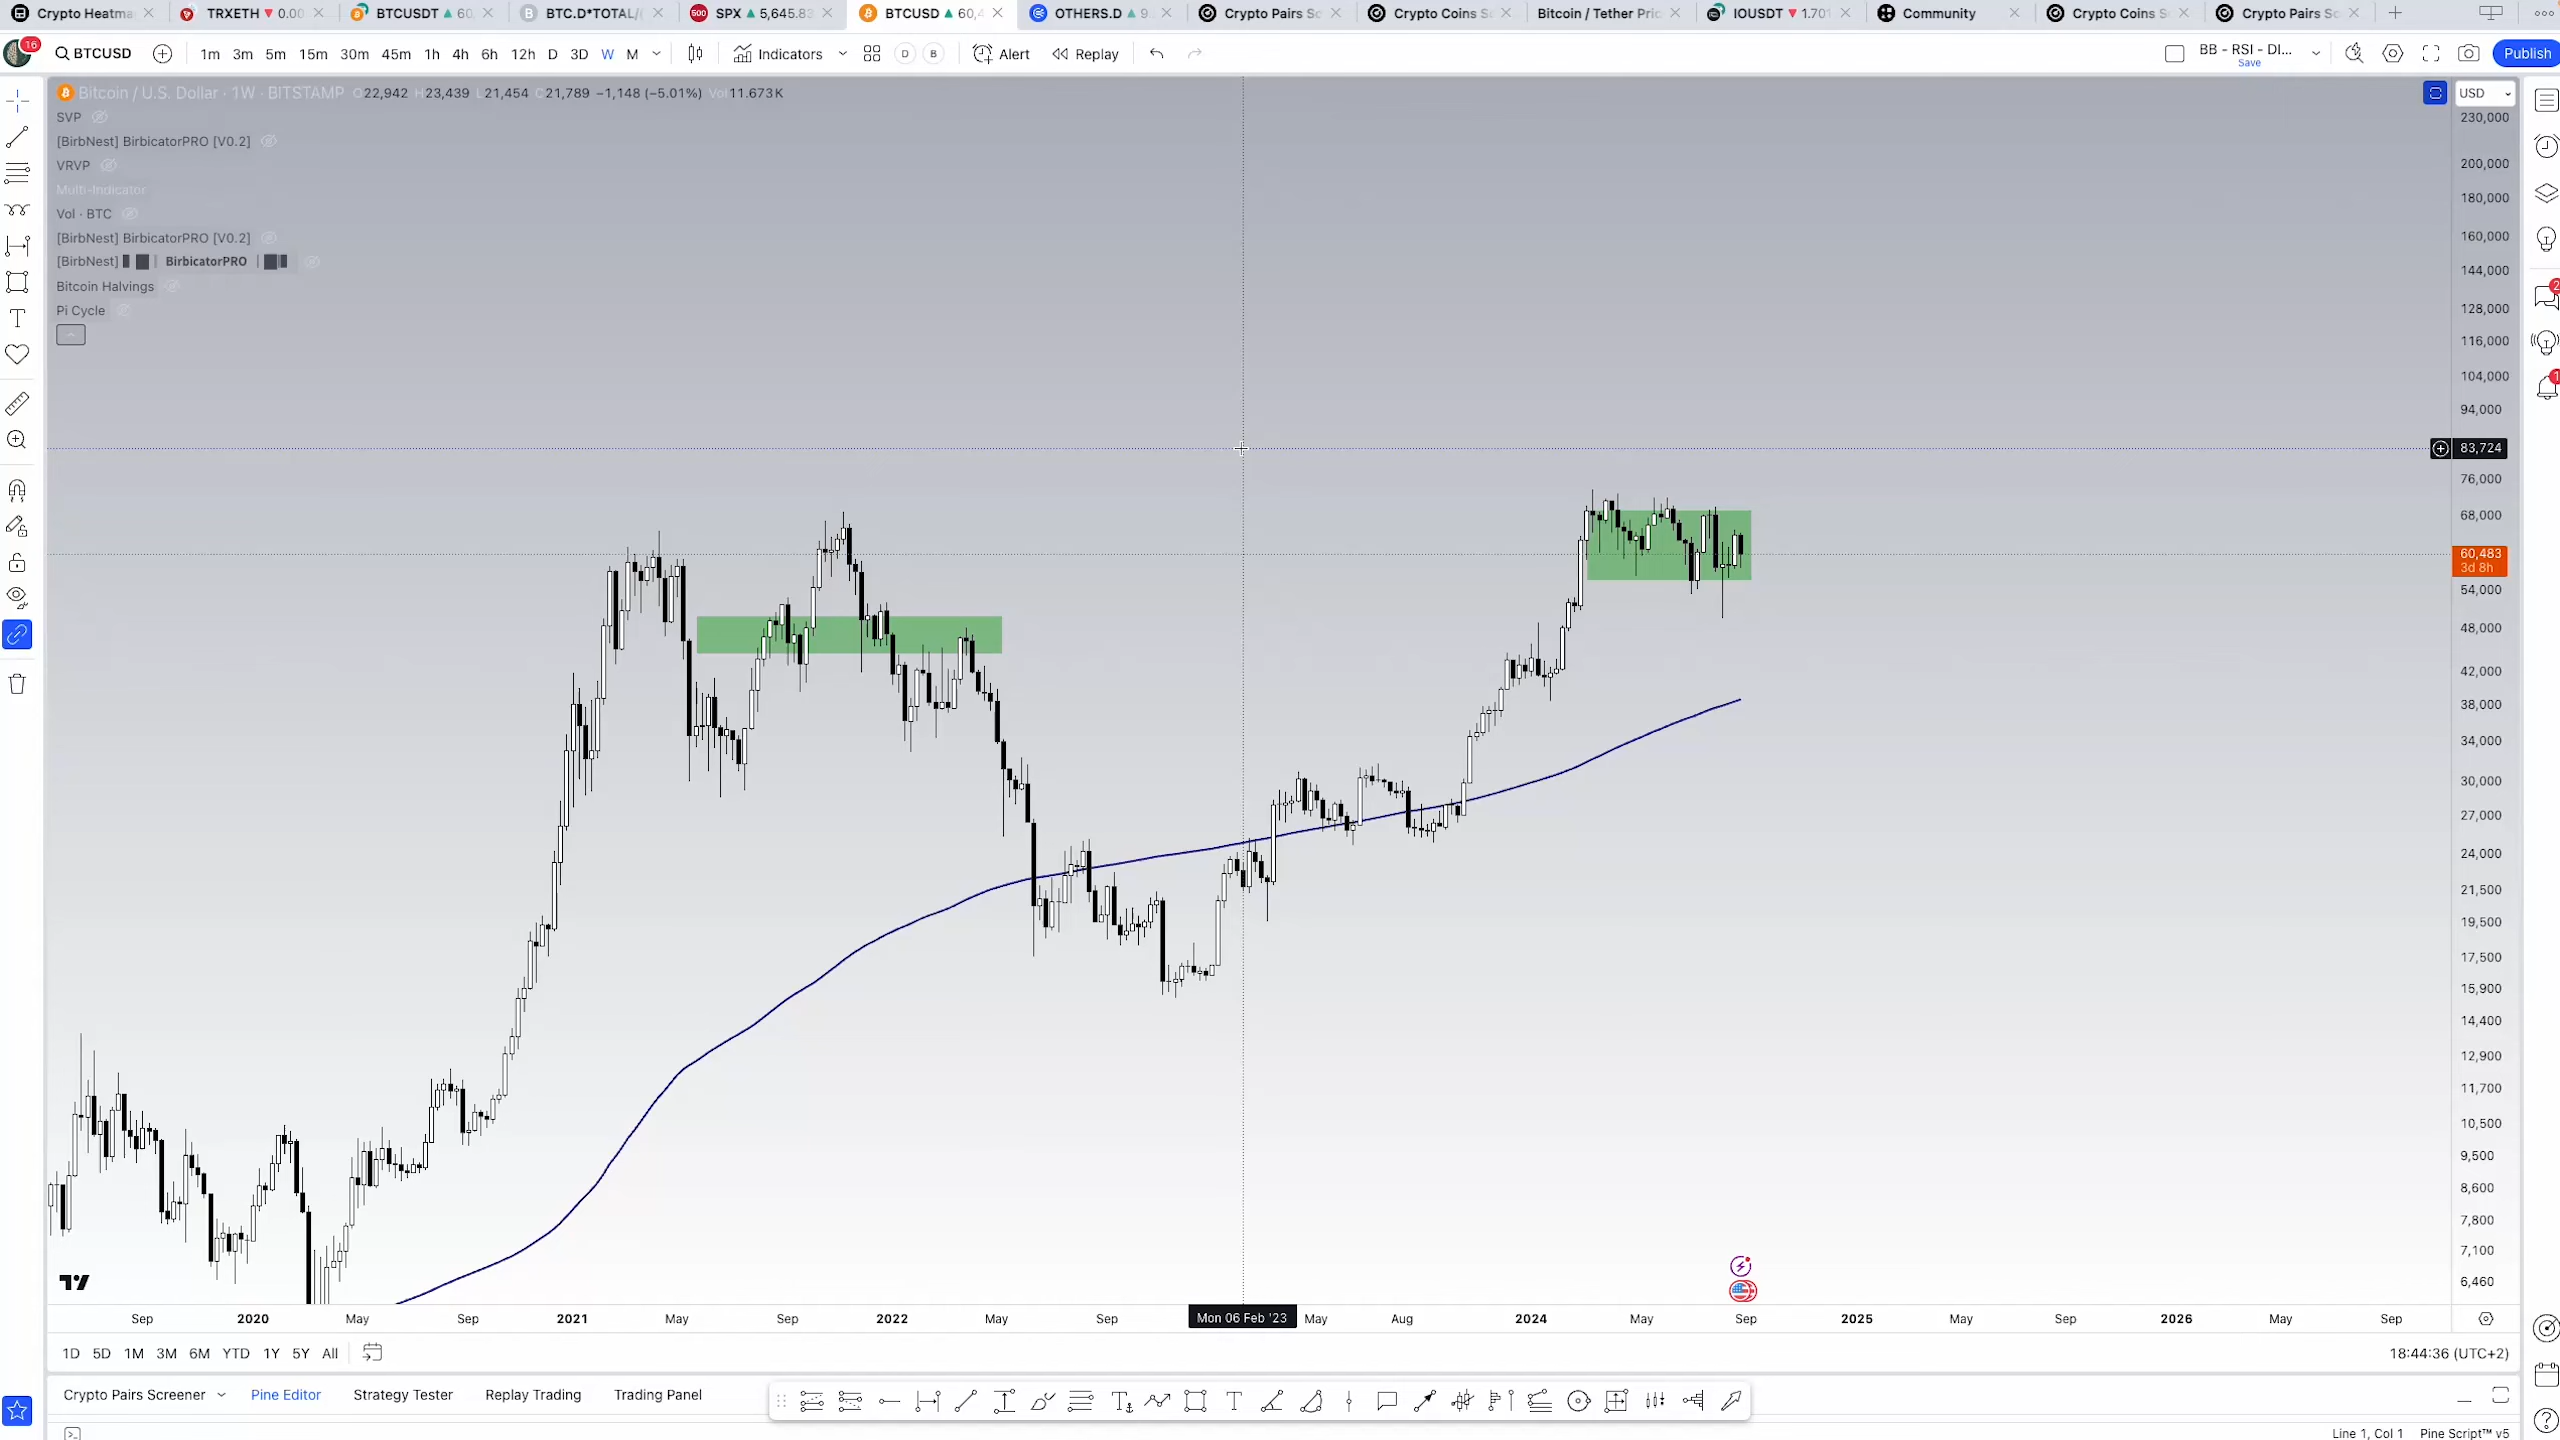 Crypto Heatma TRXETH ▼ 0.00 BTCUSDT ▲ 60, BTC.D*TOTAL/ SPX ▲ 5,645.83 BTCUSD ▲ 60,4 OTHERS.D ▲ 9 Crypto Pairs Sc Crypto Coins S Bitcoin / Tether Pric IOUSDT ▼ 1.701 Community Crypto Coins S Crypto Pairs Sc
16 BTCUSD 1m 3m 5m 15m 30m 45m 1h 4h 6h 12h D 3D W M Indicators D B Alert Replay BB - RSI - DI... Save Publish
Bitcoin / U.S. Dollar · 1W · BITSTAMP O22,942 H23,439 L21,454 C21,789 −1,148 (−5.01%) Vol11.673K
USD
SVP
[BirbNest] BirbicatorPRO [V0.2]
VRVP
Multi-Indicator
Vol · BTC
[BirbNest] BirbicatorPRO [V0.2]
[BirbNest] | BirbicatorPRO |
Bitcoin Halvings
Pi Cycle
230,000
200,000
180,000
160,000
144,000
128,000
116,000
104,000
94,000
83,724
76,000
68,000
60,483
3d 8h
54,000
48,000
42,000
38,000
34,000
30,000
27,000
24,000
21,500
19,500
17,500
15,900
14,400
12,900
11,700
10,500
9,500
8,600
7,800
7,100
6,460
Sep 2020 May Sep 2021 May Sep 2022 May Sep Mon 06 Feb '23 May Aug 2024 May Sep 2025 May Sep 2026 May Sep
1D 5D 1M 3M 6M YTD 1Y 5Y All 18:44:36 (UTC+2)
Crypto Pairs Screener Pine Editor Strategy Tester Replay Trading Trading Panel
Line 1, Col 1 Pine Script™ v5